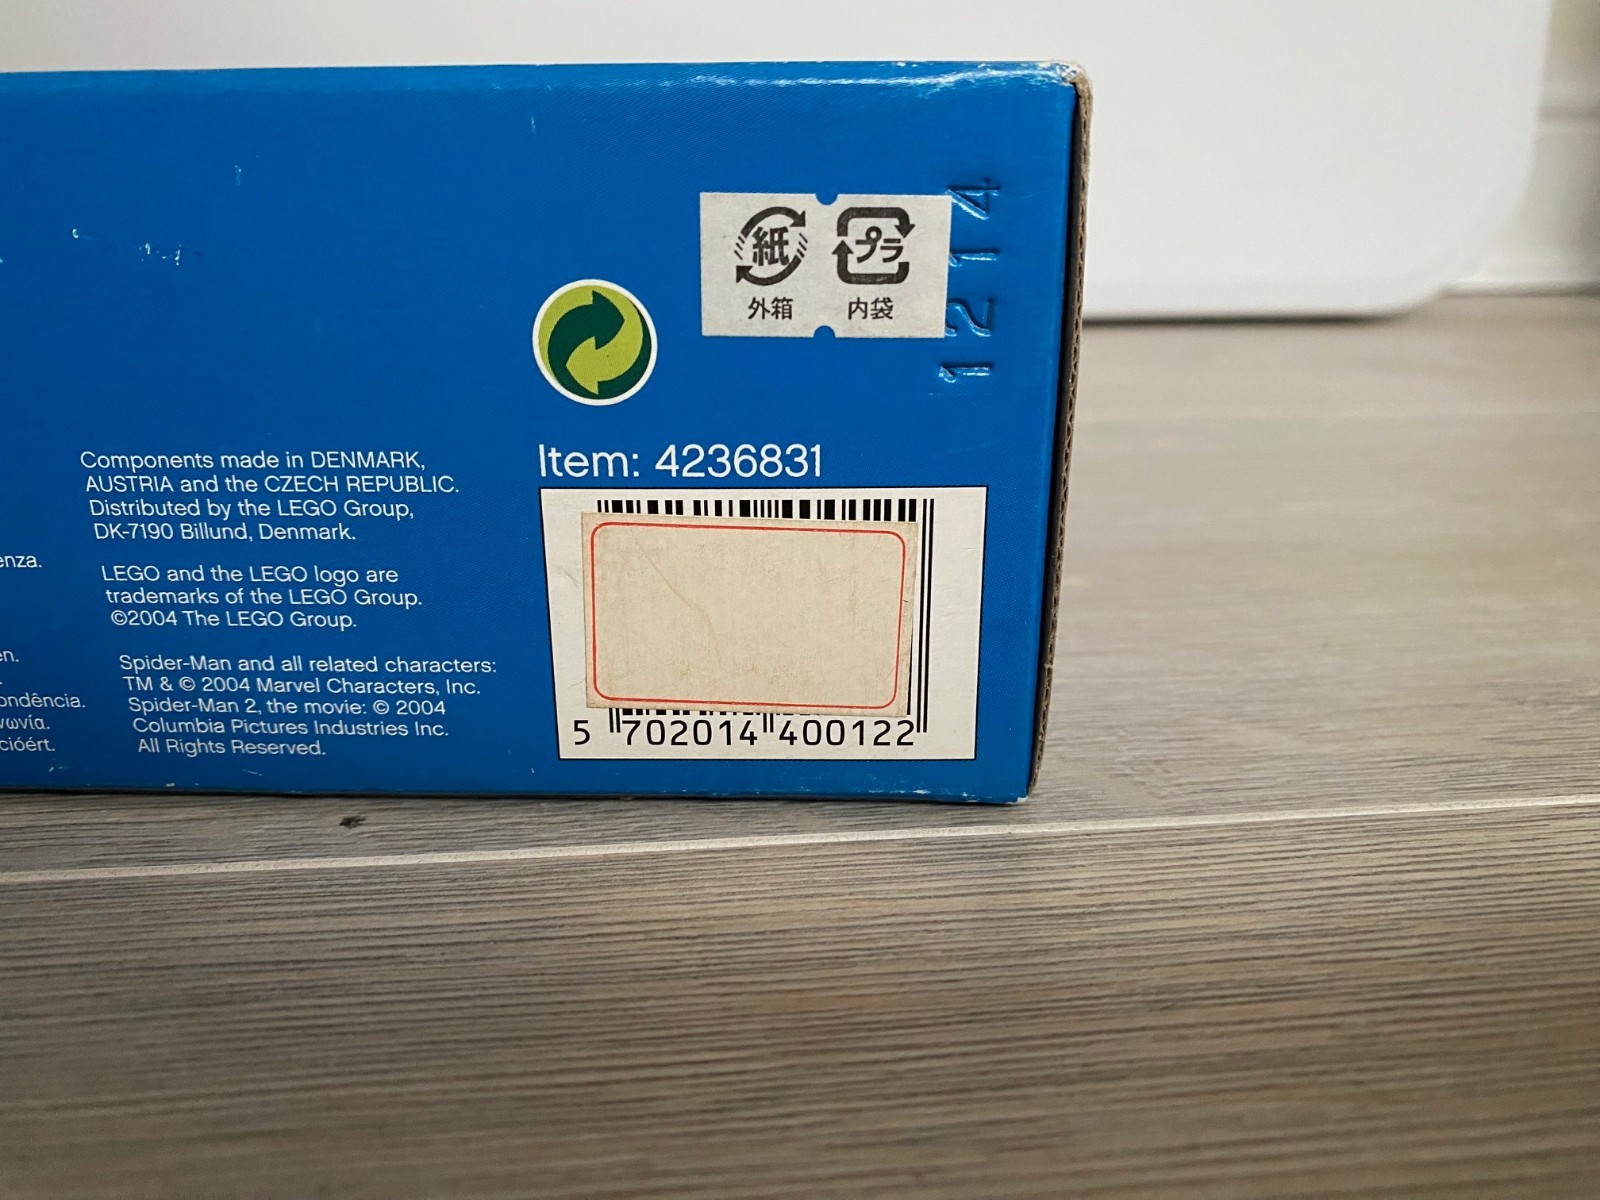 紙 プラ
外箱 内袋
1214
Item: 4236831
Components made in DENMARK,
AUSTRIA and the CZECH REPUBLIC.
Distributed by the LEGO Group,
DK-7190 Billund, Denmark.
LEGO and the LEGO logo are
trademarks of the LEGO Group.
©2004 The LEGO Group.
Spider-Man and all related characters:
TM & © 2004 Marvel Characters, Inc.
Spider-Man 2, the movie: © 2004
Columbia Pictures Industries Inc.
All Rights Reserved.
5 702014 400122